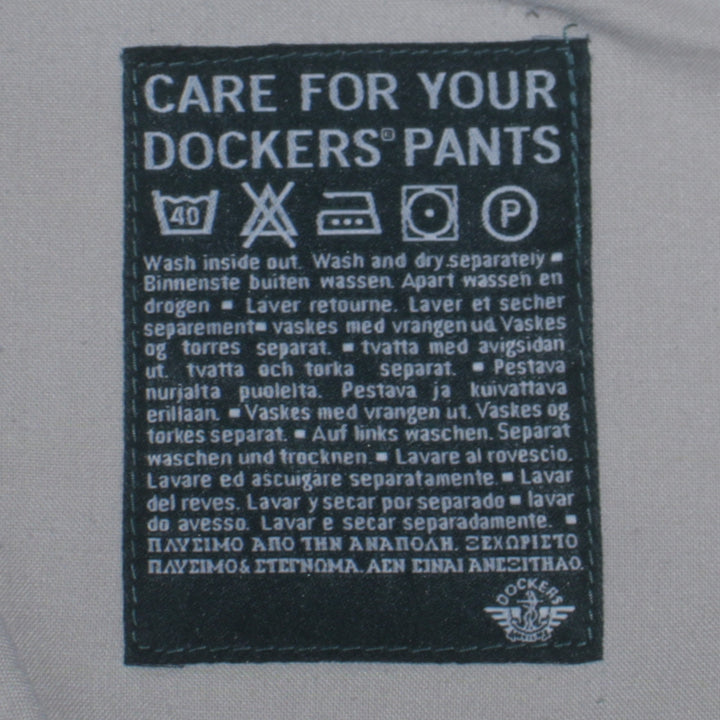 CARE FOR YOUR
DOCKERS® PANTS
40 P
Wash inside out. Wash and dry separately ▪
Binnenste buiten wassen. Apart wassen en
drogen ▪ Laver retourne. Laver et secher
separement▪ vaskes med vrangen ud. Vaskes
og torres separat. ▪ tvatta med avigsidan
ut. tvatta och torka separat. ▪ Pestava
nurjalta puolelta. Pestava ja kuivattava
erillaan. ▪ Vaskes med vrangen ut. Vaskes og
torkes separat. ▪ Auf links waschen. Separat
waschen und trocknen ▪ Lavare al rovescio.
Lavare ed asciugare separatamente. ▪ Lavar
del reves. Lavar y secar por separado ▪ lavar
do avesso. Lavar e secar separadamente. ▪
ΠΛΥΣΙΜΟ ΑΠΟ ΤΗΝ ΑΝΑΠΟΔΗ. ΞΕΧΩΡΙΣΤΟ
ΠΛΥΣΙΜΟ & ΣΤΕΓΝΩΜΑ. ΔΕΝ ΕΙΝΑΙ ΑΝΕΞΙΤΗΛΟ.
DOCKERS